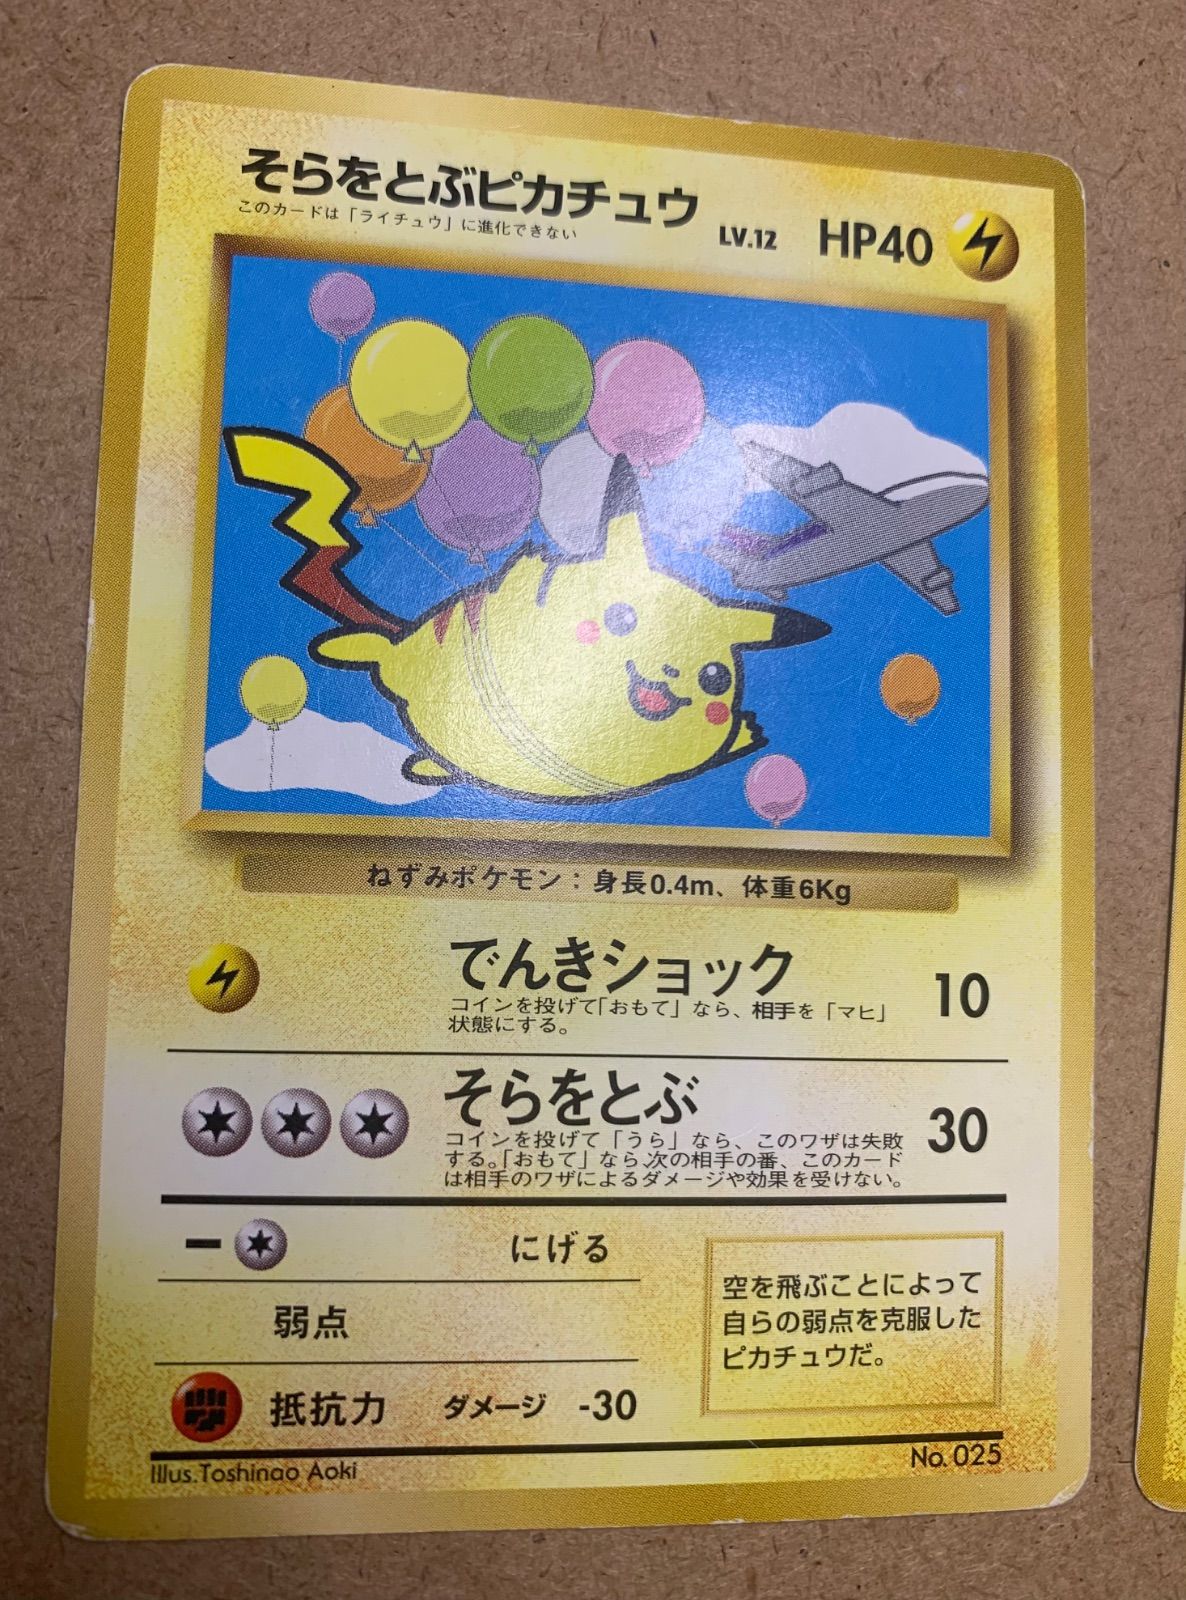 そらをとぶピカチュウ LV.12 HP40
このカードは「ライチュウ」に進化できない
ねずみポケモン：身長0.4m、体重6Kg
でんきショック 10
コインを投げて「おもて」なら、相手を「マヒ」
状態にする。
そらをとぶ 30
コインを投げて「うら」なら、このワザは失敗
する。「おもて」なら、次の相手の番、このカード
は相手のワザによるダメージや効果を受けない。
にげる
弱点
抵抗力 ダメージ -30
空を飛ぶことによって
自らの弱点を克服した
ピカチュウだ。
Illus.Toshinao Aoki
No. 025